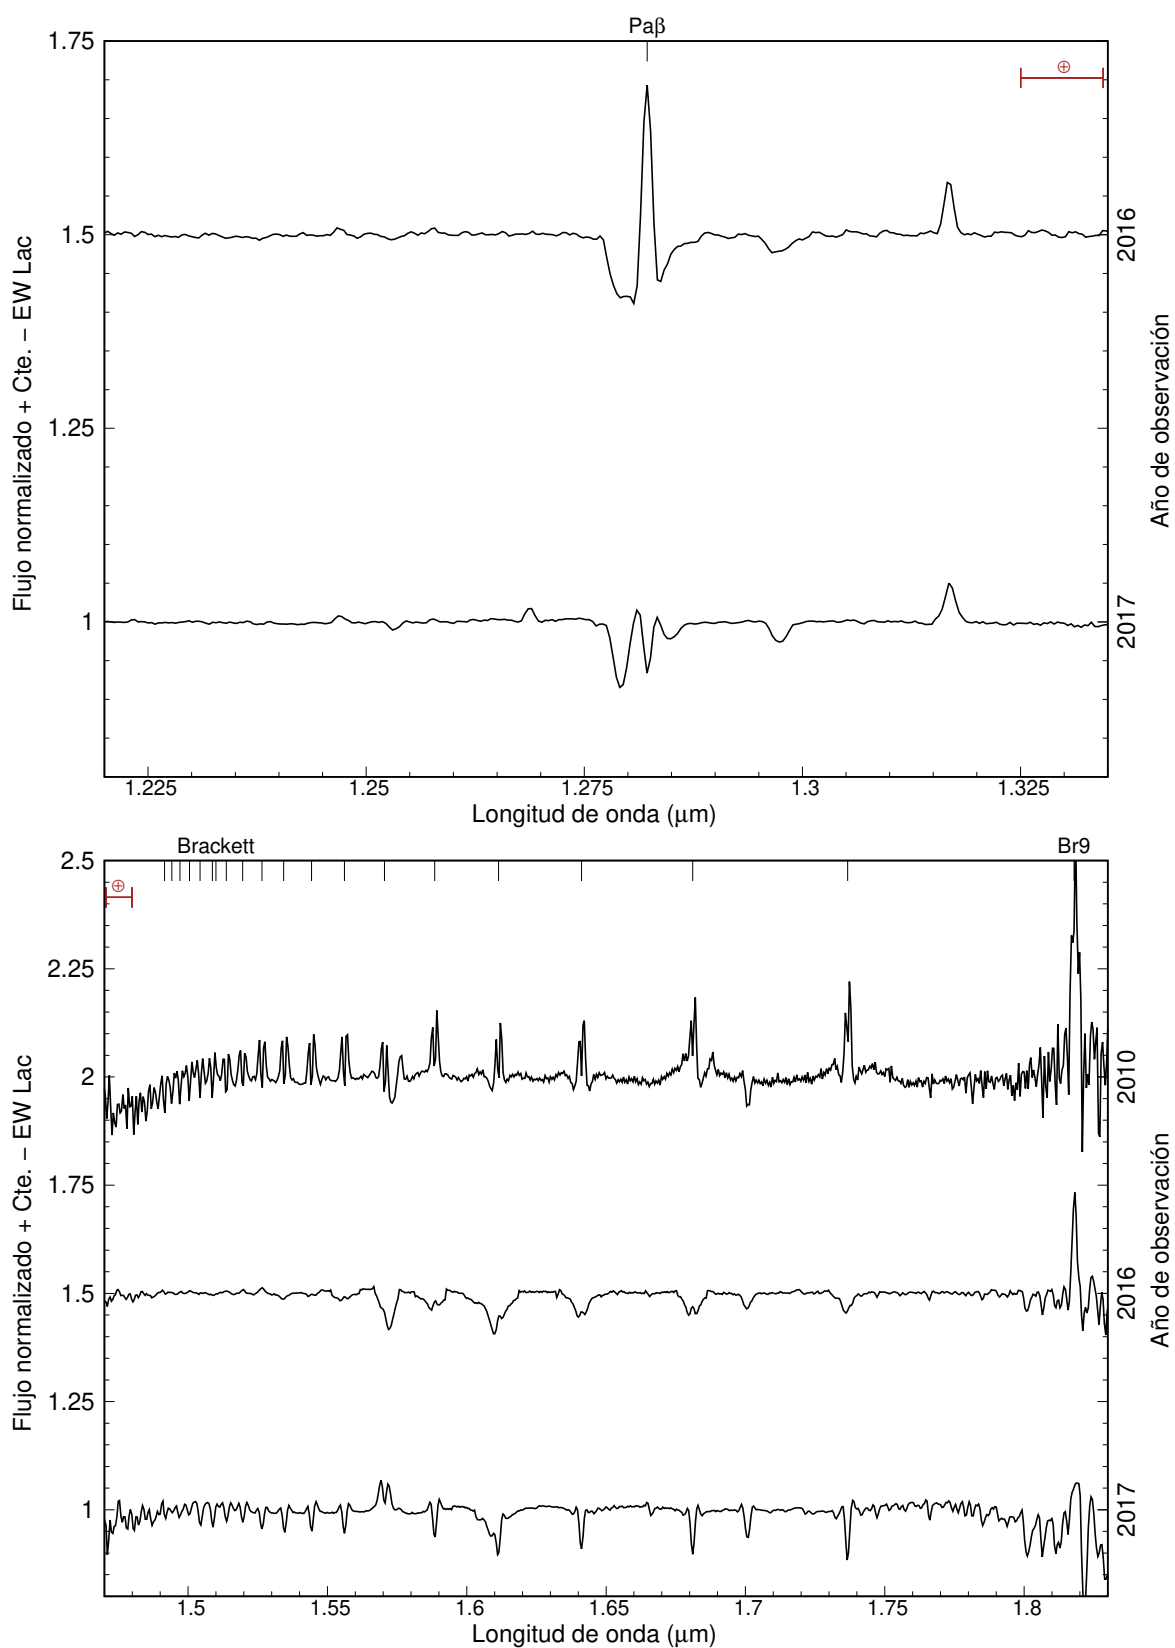 Paβ
1.75
⊕
1.5
1.25
1
Flujo normalizado + Cte. – EW Lac
2016
2017
Año de observación
1.225 1.25 1.275 1.3 1.325
Longitud de onda (μm)
Brackett Br9
2.5
⊕
2.25
2
1.75
1.5
1.25
1
Flujo normalizado + Cte. – EW Lac
2010
2016
2017
Año de observación
1.5 1.55 1.6 1.65 1.7 1.75 1.8
Longitud de onda (μm)